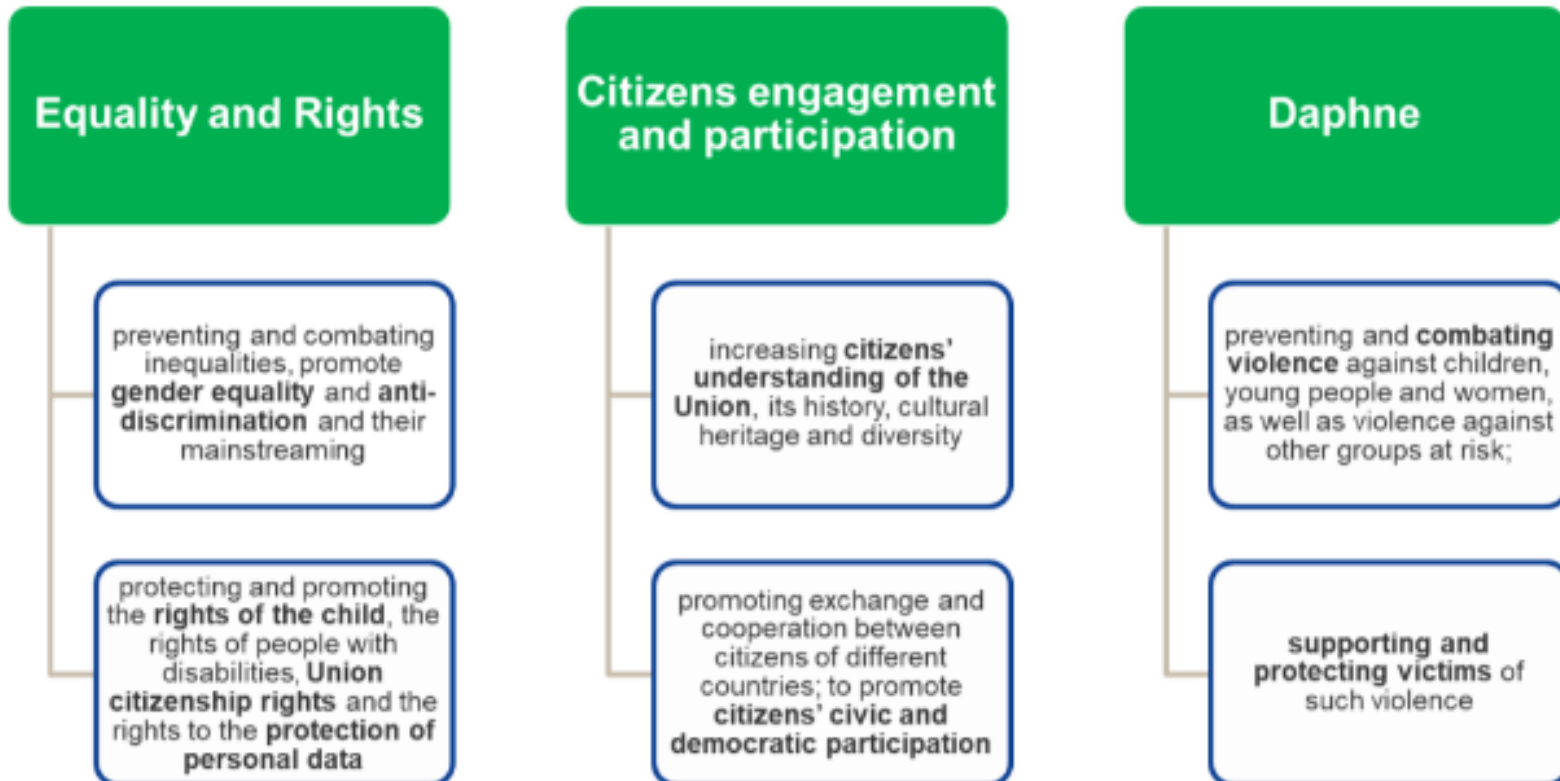 Equality and Rights
preventing and combating
inequalities, promote
gender equality and anti-
discrimination and their
mainstreaming
protecting and promoting
the rights of the child, the
rights of people with
disabilities, Union
citizenship rights and the
rights to the protection of
personal data
Citizens engagement
and participation
increasing citizens’
understanding of the
Union, its history, cultural
heritage and diversity
promoting exchange and
cooperation between
citizens of different
countries; to promote
citizens’ civic and
democratic participation
Daphne
preventing and combating
violence against children,
young people and women,
as well as violence against
other groups at risk;
supporting and
protecting victims of
such violence